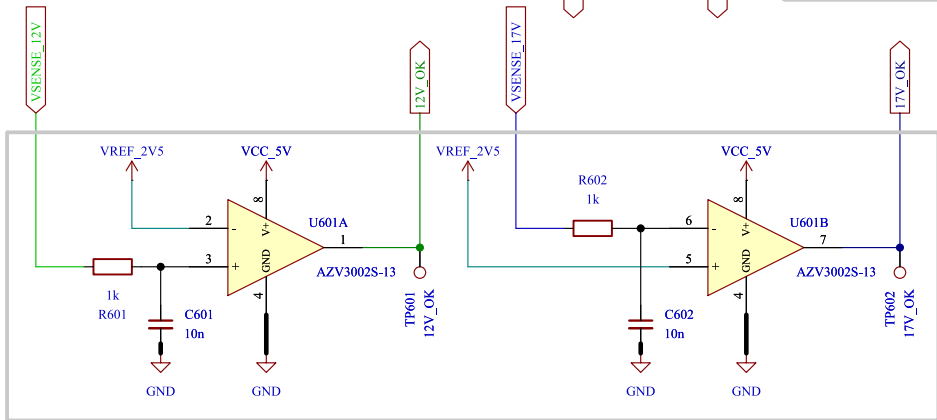 VSENSE_12V
12V_OK
VSENSE_17V
17V_OK
VREF_2V5
VCC_5V
VREF_2V5
VCC_5V
R602
1k
8
2
-
V+
U601A
1
3
+
GND
AZV3002S-13
4
1k
R601
C601
10n
TP601
12V_OK
GND
GND
8
6
-
V+
U601B
7
5
+
GND
AZV3002S-13
4
C602
10n
TP602
17V_OK
GND
GND